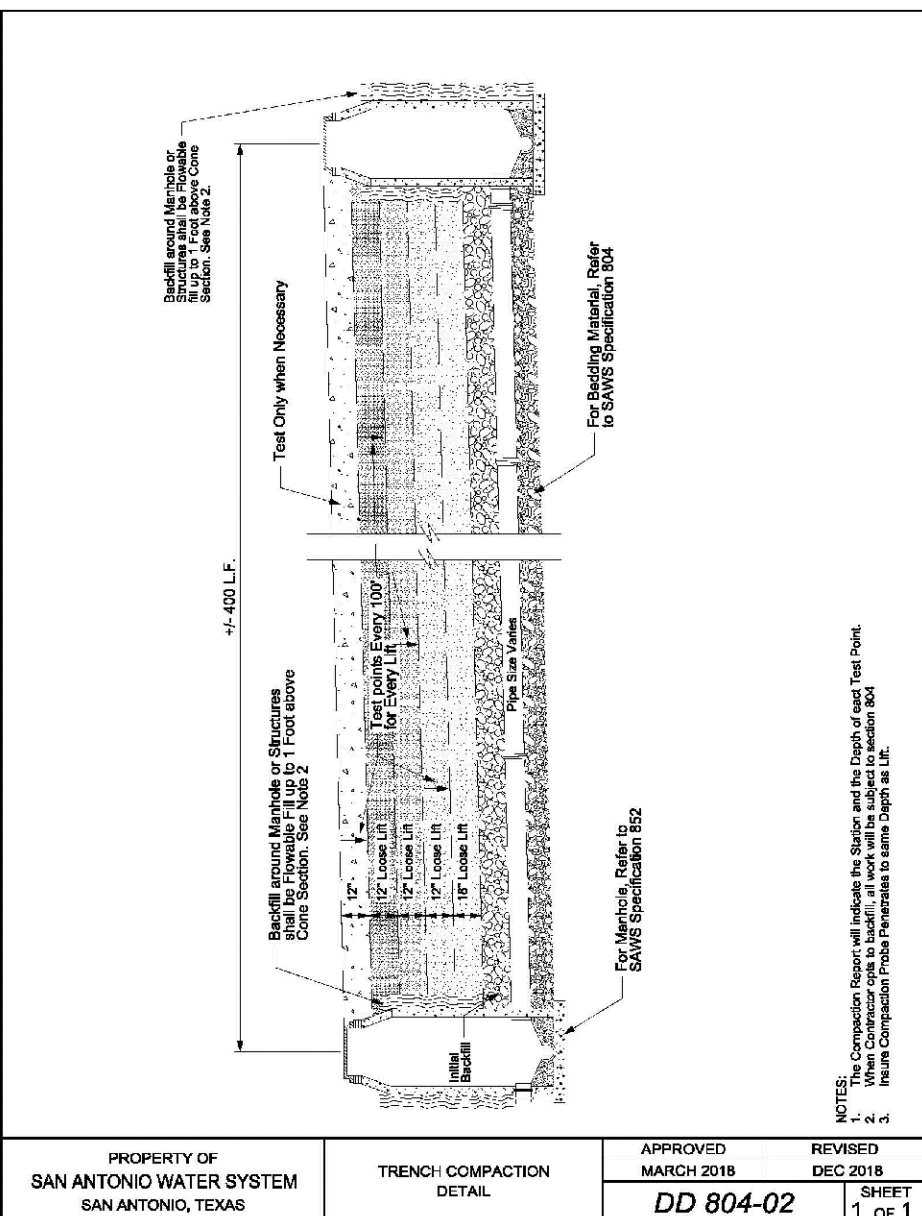 Backfill around Manhole or
Structures shall be Flowable
fill up to 1 Foot above Cone
Section. See Note 2.
Test Only when Necessary
+/- 400 L.F.
Backfill around Manhole or Structures
shall be Flowable Fill up to 1 Foot above
Cone Section. See Note 2
Test points Every 100'
for Every Lift
12"
12" Loose Lift
12" Loose Lift
12" Loose Lift
18" Loose Lift
Pipe Size Varies
Initial
Backfill
For Bedding Material, Refer
to SAWS Specification 804
For Manhole, Refer to
SAWS Specification 852
NOTES:
1. The Compaction Report will indicate the Station and the Depth of each Test Point.
2. When Contractor opts to backfill, all work will be subject to section 804
3. Insure Compaction Probe Penetrates to same Depth as Lift.
PROPERTY OF
SAN ANTONIO WATER SYSTEM
SAN ANTONIO, TEXAS
TRENCH COMPACTION
DETAIL
APPROVED
MARCH 2018
REVISED
DEC 2018
DD 804-02
SHEET
1 OF 1